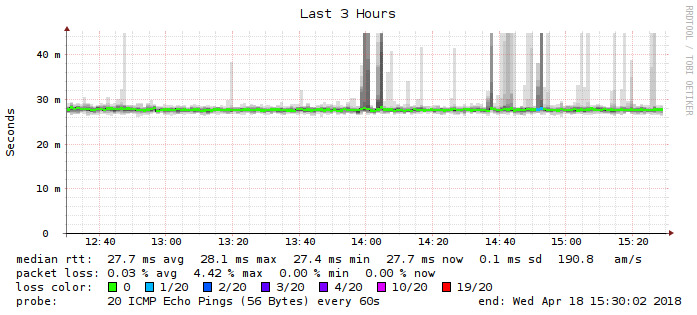 Last 3 Hours
RRDTOOL / TOBI OETIKER
Seconds
40 m
30 m
20 m
10 m
0
12:40 13:00 13:20 13:40 14:00 14:20 14:40 15:00 15:20
median rtt: 27.7 ms avg 28.1 ms max 27.4 ms min 27.7 ms now 0.1 ms sd 190.8 am/s
packet loss: 0.03 % avg 4.42 % max 0.00 % min 0.00 % now
loss color: 0 1/20 2/20 3/20 4/20 10/20 19/20
probe: 20 ICMP Echo Pings (56 Bytes) every 60s end: Wed Apr 18 15:30:02 2018